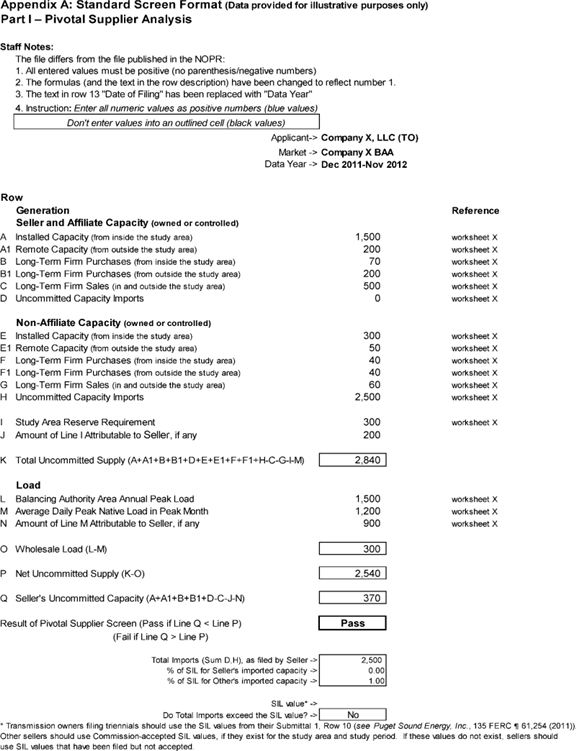 Appendix A: Standard Screen Format (Data provided for illustrative purposes only)
Part I – Pivotal Supplier Analysis
Staff Notes:
The file differs from the file published in the NOPR:
1. All entered values must be positive (no parenthesis/negative numbers)
2. The formulas (and the text in the row description) have been changed to reflect number 1.
3. The text in row 13 "Date of Filing" has been replaced with "Data Year"
4. Instruction: Enter all numeric values as positive numbers (blue values)
Don't enter values into an outlined cell (black values)
Applicant-> Company X, LLC (TO)
Market -> Company X BAA
Data Year -> Dec 2011-Nov 2012
Row
Generation Reference
Seller and Affiliate Capacity (owned or controlled)
A Installed Capacity (from inside the study area) 1,500 worksheet X
A1 Remote Capacity (from outside the study area) 200 worksheet X
B Long-Term Firm Purchases (from inside the study area) 70 worksheet X
B1 Long-Term Firm Purchases (from outside the study area) 200 worksheet X
C Long-Term Firm Sales (in and outside the study area) 500 worksheet X
D Uncommitted Capacity Imports 0 worksheet X
Non-Affiliate Capacity (owned or controlled)
E Installed Capacity (from inside the study area) 300 worksheet X
E1 Remote Capacity (from outside the study area) 50 worksheet X
F Long-Term Firm Purchases (from inside the study area) 40 worksheet X
F1 Long-Term Firm Purchases (from outside the study area) 40 worksheet X
G Long-Term Firm Sales (in and outside the study area) 60 worksheet X
H Uncommitted Capacity Imports 2,500 worksheet X
I Study Area Reserve Requirement 300 worksheet X
J Amount of Line I Attributable to Seller, if any 200
K Total Uncommitted Supply (A+A1+B+B1+D+E+E1+F+F1+H-C-G-I-M) 2,840
Load
L Balancing Authority Area Annual Peak Load 1,500 worksheet X
M Average Daily Peak Native Load in Peak Month 1,200 worksheet X
N Amount of Line M Attributable to Seller, if any 900 worksheet X
O Wholesale Load (L-M) 300
P Net Uncommitted Supply (K-O) 2,540
Q Seller's Uncommitted Capacity (A+A1+B+B1+D-C-J-N) 370
Result of Pivotal Supplier Screen (Pass if Line Q < Line P) Pass
(Fail if Line Q > Line P)
Total Imports (Sum D,H), as filed by Seller -> 2,500
% of SIL for Seller's imported capacity -> 0.00
% of SIL for Other's imported capacity -> 1.00
SIL value* ->
Do Total Imports exceed the SIL value? -> No
* Transmission owners filing triennials should use the SIL values from their Submittal 1, Row 10 (see Puget Sound Energy, Inc., 135 FERC ¶ 61,254 (2011)).
Other sellers should use Commission-accepted SIL values, if they exist for the study area and study period. If these values do not exist, sellers should
use SIL values that have been filed but not accepted.